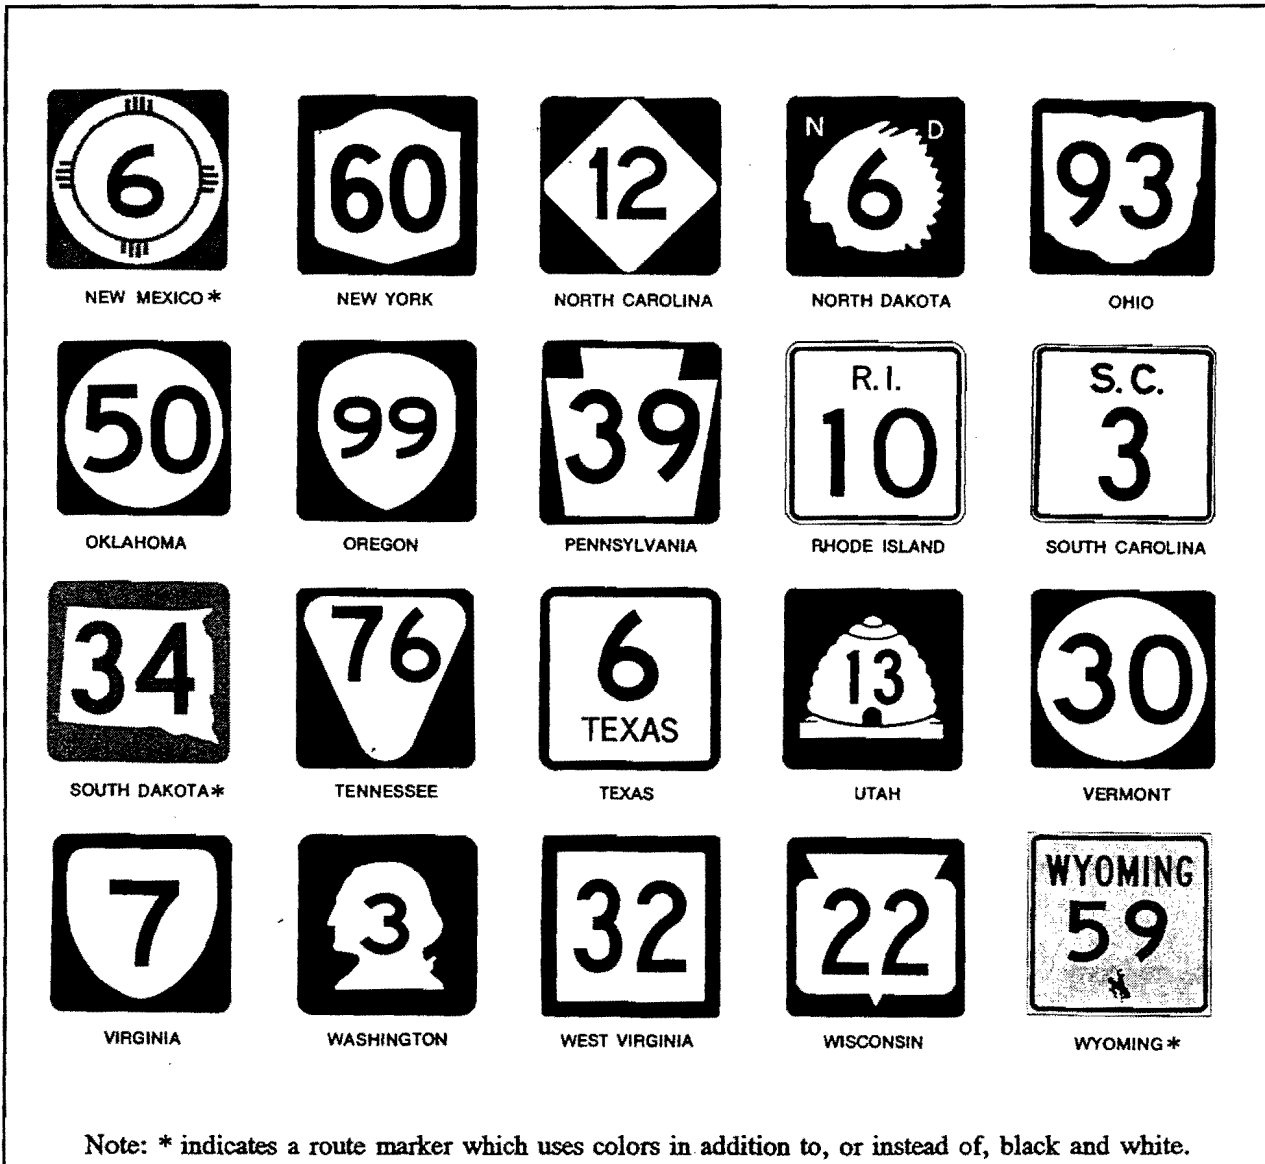 6 60 12 N D 6 93
NEW MEXICO* NEW YORK NORTH CAROLINA NORTH DAKOTA OHIO
R.I. S.C.
50 99 39 10 3
OKLAHOMA OREGON PENNSYLVANIA RHODE ISLAND SOUTH CAROLINA
34 76 6 13 30
TEXAS
SOUTH DAKOTA* TENNESSEE TEXAS UTAH VERMONT
WYOMING
7 3 32 22 59
VIRGINIA WASHINGTON WEST VIRGINIA WISCONSIN WYOMING*
Note: * indicates a route marker which uses colors in addition to, or instead of, black and white.